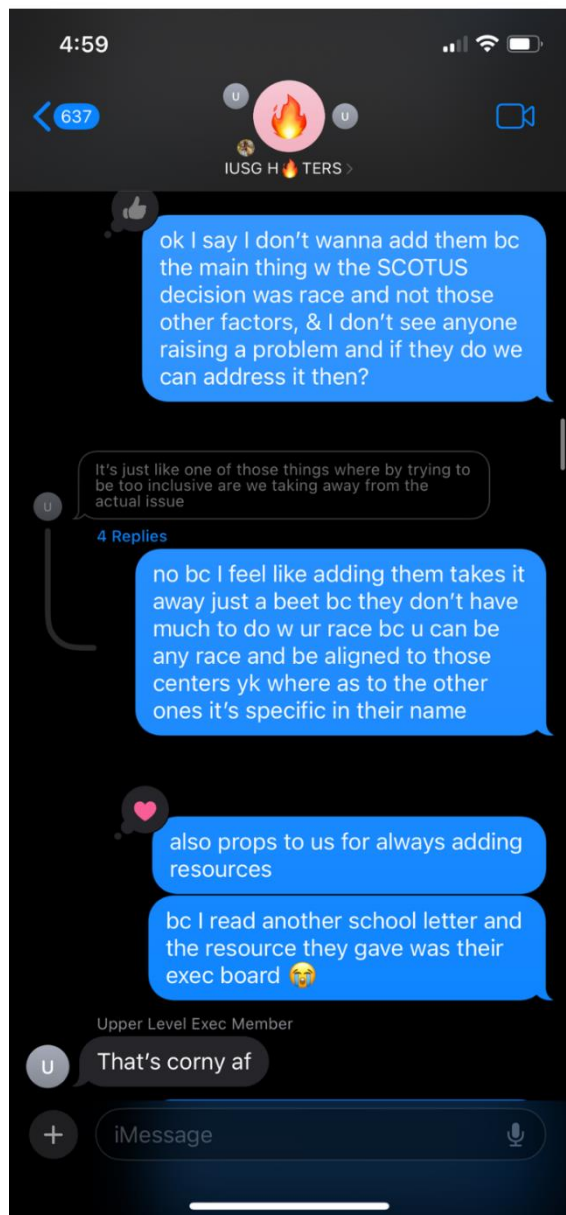 4:59
637
U
U
IUSG H🔥TERS >
ok I say I don’t wanna add them bc
the main thing w the SCOTUS
decision was race and not those
other factors, & I don’t see anyone
raising a problem and if they do we
can address it then?
It’s just like one of those things where by trying to
be too inclusive are we taking away from the
actual issue
U
4 Replies
no bc I feel like adding them takes it
away just a beet bc they don’t have
much to do w ur race bc u can be
any race and be aligned to those
centers yk where as to the other
ones it’s specific in their name
also props to us for always adding
resources
bc I read another school letter and
the resource they gave was their
exec board 😭
Upper Level Exec Member
U
That’s corny af
iMessage